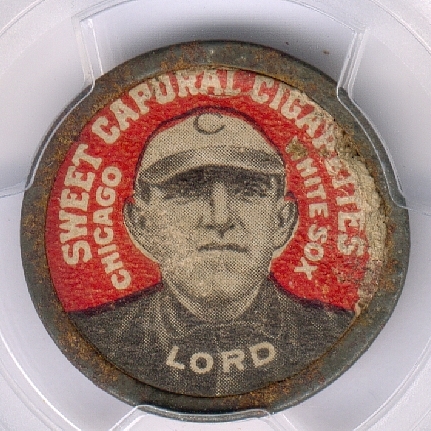 SWEET CAPORAL CIGARETTES
CHICAGO
WHITE SOX
C
LORD